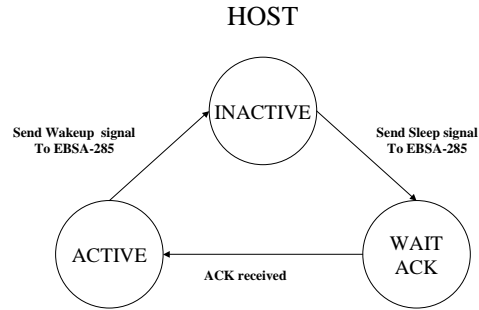 HOST
INACTIVE
Send Wakeup signal
To EBSA-285
Send Sleep signal
To EBSA-285
ACTIVE
WAIT
ACK
ACK received